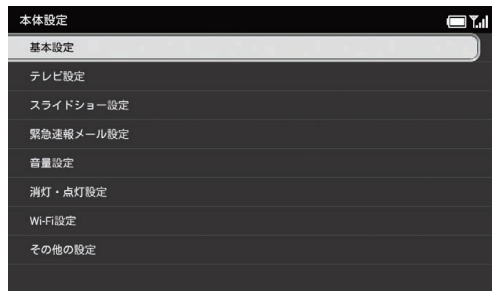 本体設定
基本設定
テレビ設定
スライドショー設定
緊急速報メール設定
音量設定
消灯・点灯設定
Wi-Fi設定
その他の設定